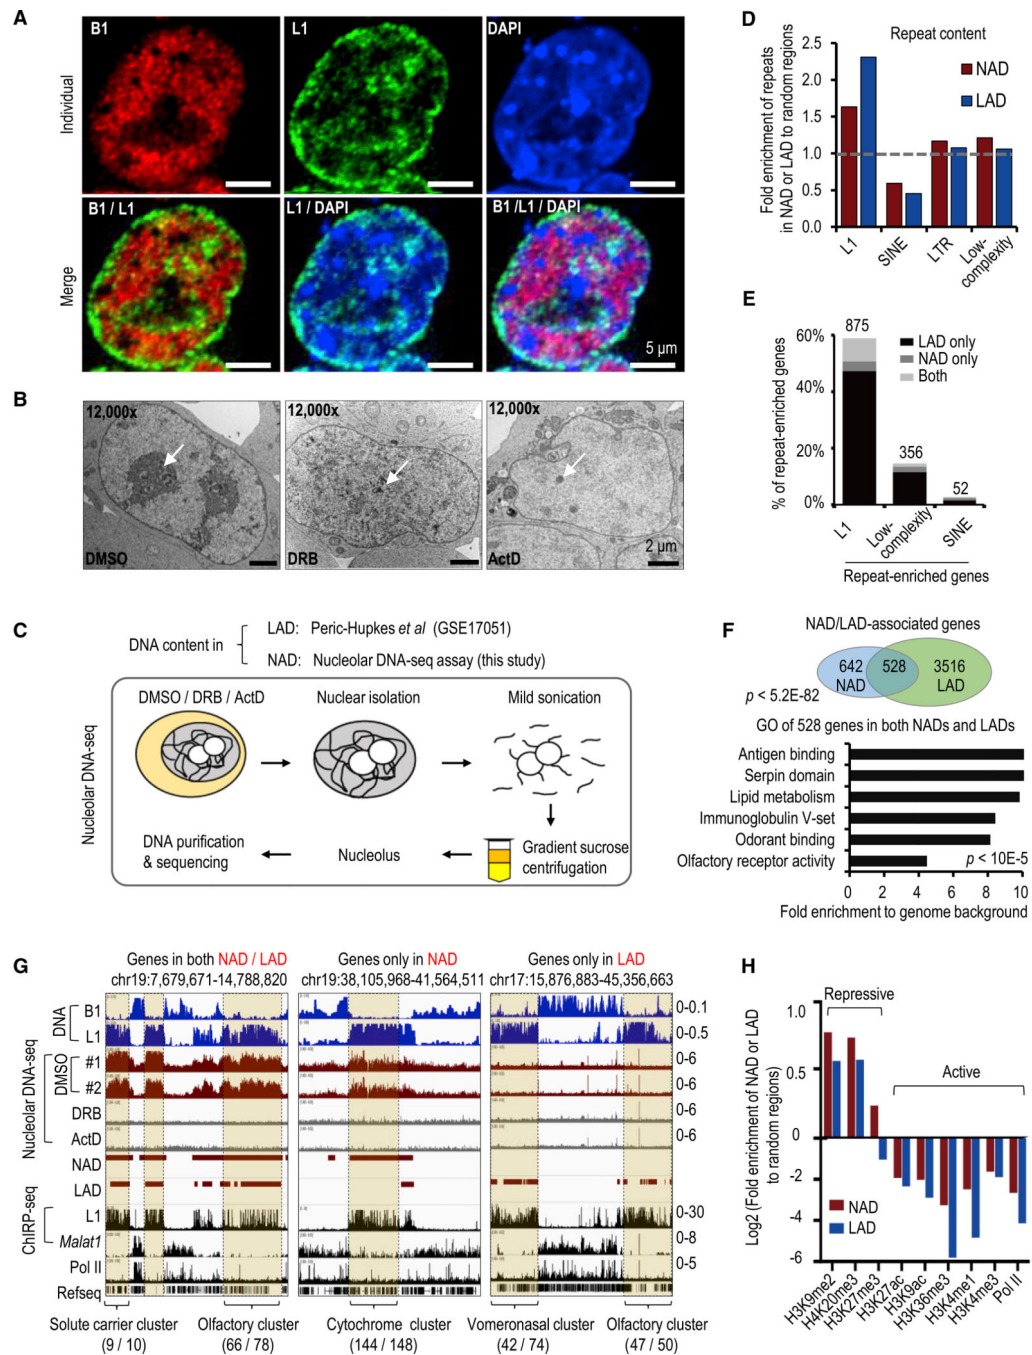 A
B1
L1
DAPI
Individual
B1 / L1
L1 / DAPI
B1 /L1 / DAPI
Merge
5 µm
B
12,000x
12,000x
12,000x
DMSO
DRB
ActD
2 µm
C
DNA content in
LAD: Peric-Hupkes et al (GSE17051)
NAD: Nucleolar DNA-seq assay (this study)
Nucleolar DNA-seq
DMSO / DRB / ActD
Nuclear isolation
Mild sonication
DNA purification
& sequencing
Nucleolus
Gradient sucrose
centrifugation
D
Repeat content
Fold enrichment of repeats
in NAD or LAD to random regions
2.5
2.0
1.5
1.0
0.5
0.0
NAD
LAD
L1
SINE
LTR
Low-
complexity
E
% of repeat-enriched genes
60%
40%
20%
0%
875
356
52
LAD only
NAD only
Both
L1
Low-
complexity
SINE
Repeat-enriched genes
F
NAD/LAD-associated genes
642
NAD
528
3516
LAD
p < 5.2E-82
GO of 528 genes in both NADs and LADs
Antigen binding
Serpin domain
Lipid metabolism
Immunoglobulin V-set
Odorant binding
Olfactory receptor activity
p < 10E-5
0 2 4 6 8 10
Fold enrichment to genome background
G
Genes in both NAD / LAD
chr19:7,679,671-14,788,820
Genes only in NAD
chr19:38,105,968-41,564,511
Genes only in LAD
chr17:15,876,883-45,356,663
DNA
B1
0-0.1
L1
0-0.5
Nucleolar DNA-seq
DMSO
#1
0-6
#2
0-6
DRB
0-6
ActD
0-6
NAD
LAD
ChIRP-seq
L1
0-30
Malat1
0-8
Pol II
0-5
Refseq
Solute carrier cluster
(9 / 10)
Olfactory cluster
(66 / 78)
Cytochrome cluster
(144 / 148)
Vomeronasal cluster
(42 / 74)
Olfactory cluster
(47 / 50)
H
Log2 (Fold enrichment of NAD or LAD
to random regions)
1.0
0.5
0
-2
-4
-6
Repressive
Active
NAD
LAD
H3K9me2
H4K20me3
H3K27me3
H3K27ac
H3K9ac
H3K36me3
H3K4me1
H3K4me3
Pol II